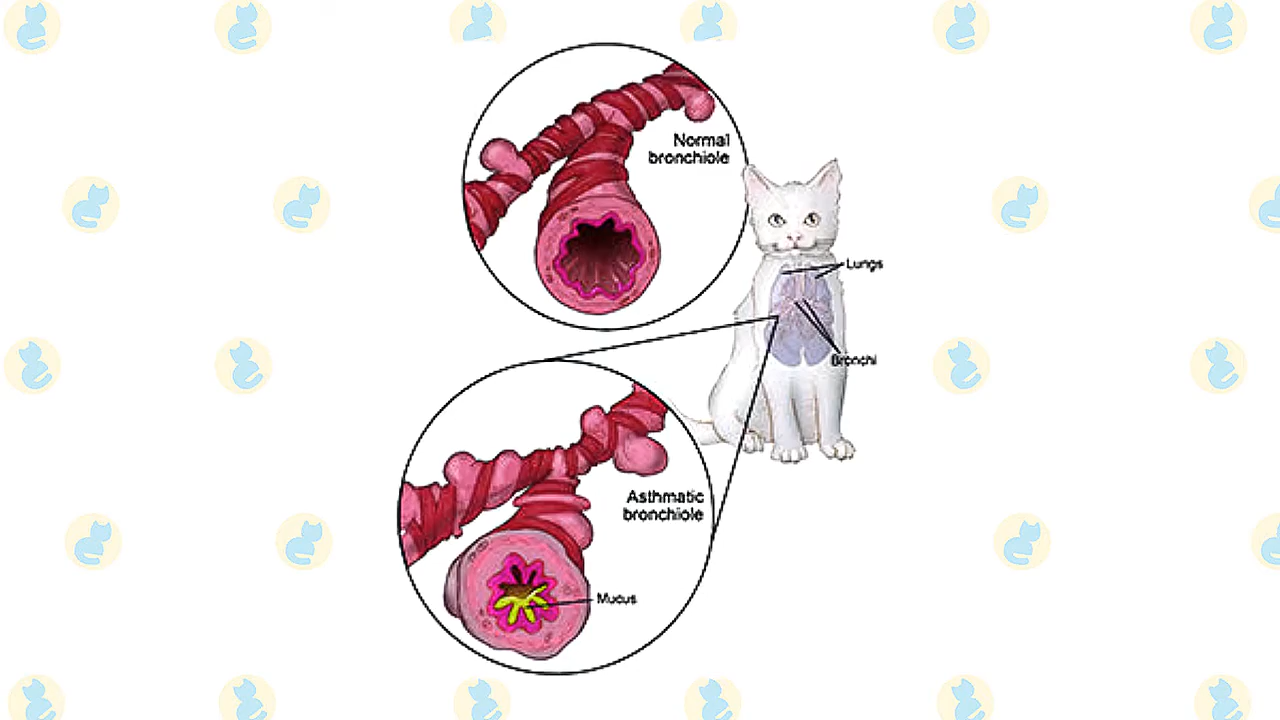 Normal
bronchiole
Lungs
Bronchi
Asthmatic
bronchiole
Mucus